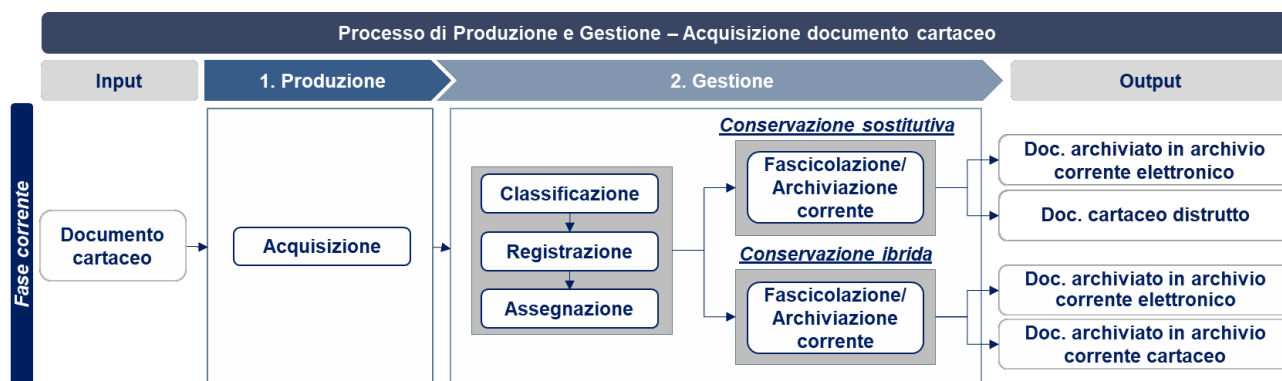 Processo di Produzione e Gestione – Acquisizione documento cartaceo
Input
1. Produzione
2. Gestione
Output
Fase corrente
Documento
cartaceo
Acquisizione
Classificazione
Registrazione
Assegnazione
Conservazione sostitutiva
Fascicolazione/
Archiviazione
corrente
Conservazione ibrida
Fascicolazione/
Archiviazione
corrente
Doc. archiviato in archivio
corrente elettronico
Doc. cartaceo distrutto
Doc. archiviato in archivio
corrente elettronico
Doc. archiviato in archivio
corrente cartaceo